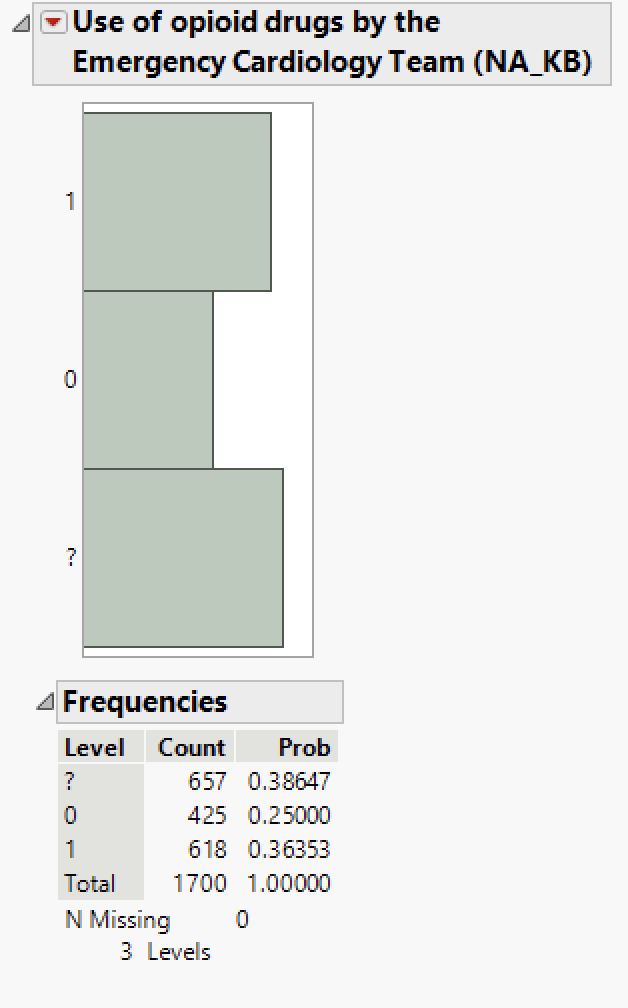 Use of opioid drugs by the
Emergency Cardiology Team (NA_KB)
1
0
?
Frequencies
Level Count Prob
? 657 0.38647
0 425 0.25000
1 618 0.36353
Total 1700 1.00000
N Missing 0
3 Levels